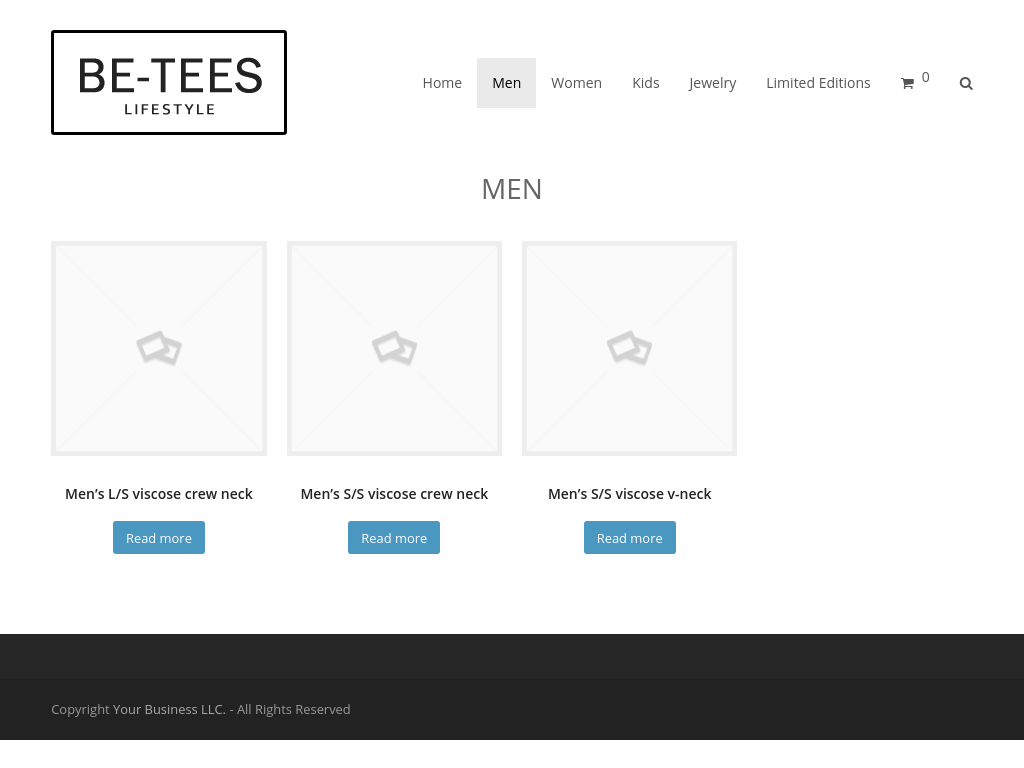 BE-TEES
LIFESTYLE
Home Men Women Kids Jewelry Limited Editions 0
MEN
Men’s L/S viscose crew neck
Read more
Men’s S/S viscose crew neck
Read more
Men’s S/S viscose v-neck
Read more
Copyright Your Business LLC. - All Rights Reserved